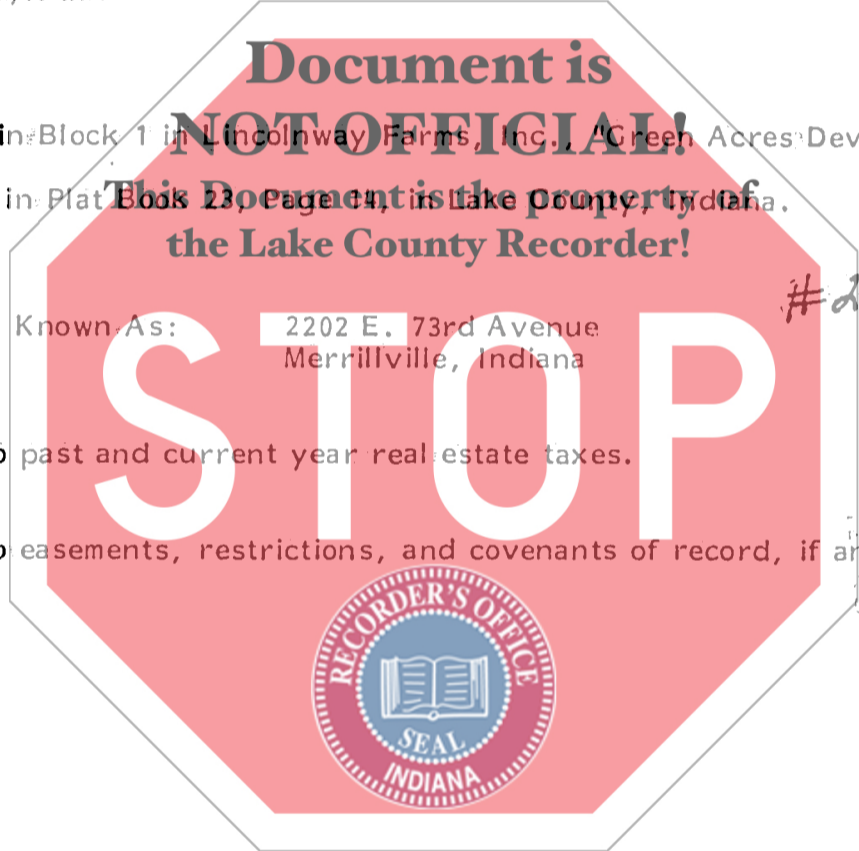 Document is
NOT OFFICIAL!
in Block 1 in Lincolnway Farms, Inc., "Green Acres Dev
This Document is the property of
in Plat Book 23, Page 14, in Lake County, Indiana.
the Lake County Recorder!
#2
Known As: 2202 E. 73rd Avenue
Merrillville, Indiana
STOP
past and current year real estate taxes.
easements, restrictions, and covenants of record, if an
RECORDER'S OFFICE
SEAL
INDIANA